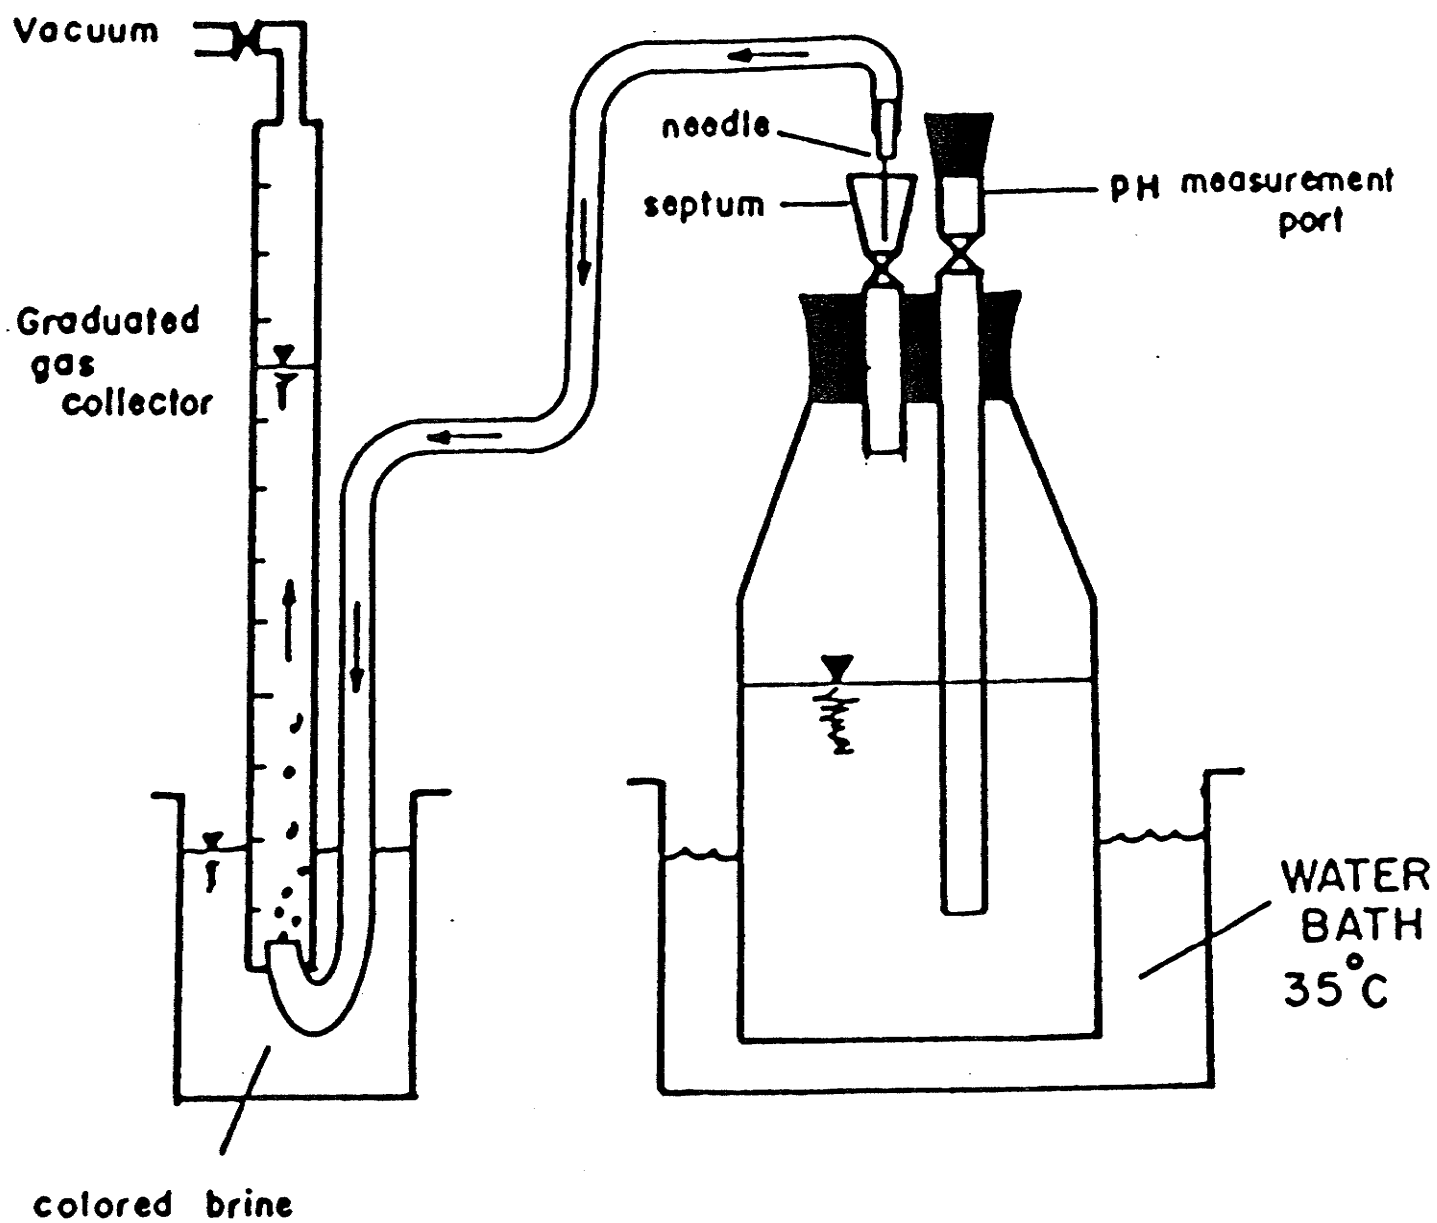 Vacuum
needle
septum
pH measurement
port
Graduated
gas
collector
WATER
BATH
35°C
colored brine